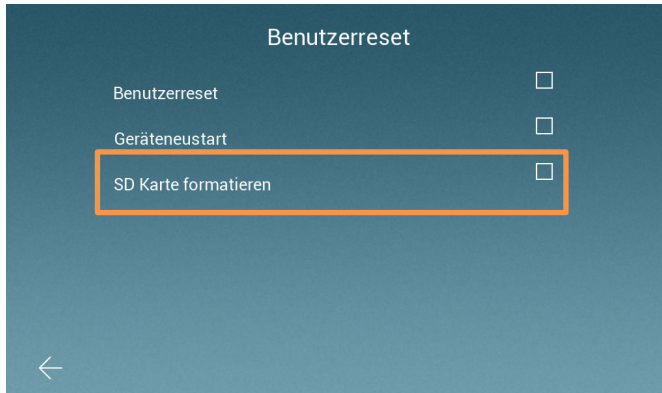 Benutzerreset
Benutzerreset
Geräteneustart
SD Karte formatieren